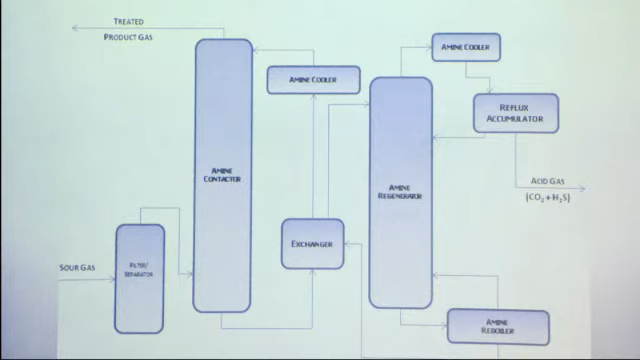 TREATED
PRODUCT GAS
AMINE COOLER
AMINE COOLER
REFLUX
ACCUMULATOR
AMINE
CONTACTOR
AMINE
REGENERATOR
ACID GAS
(CO₂ + H₂S)
EXCHANGER
SOUR GAS
FILTER/
SEPARATOR
AMINE
REBOILER